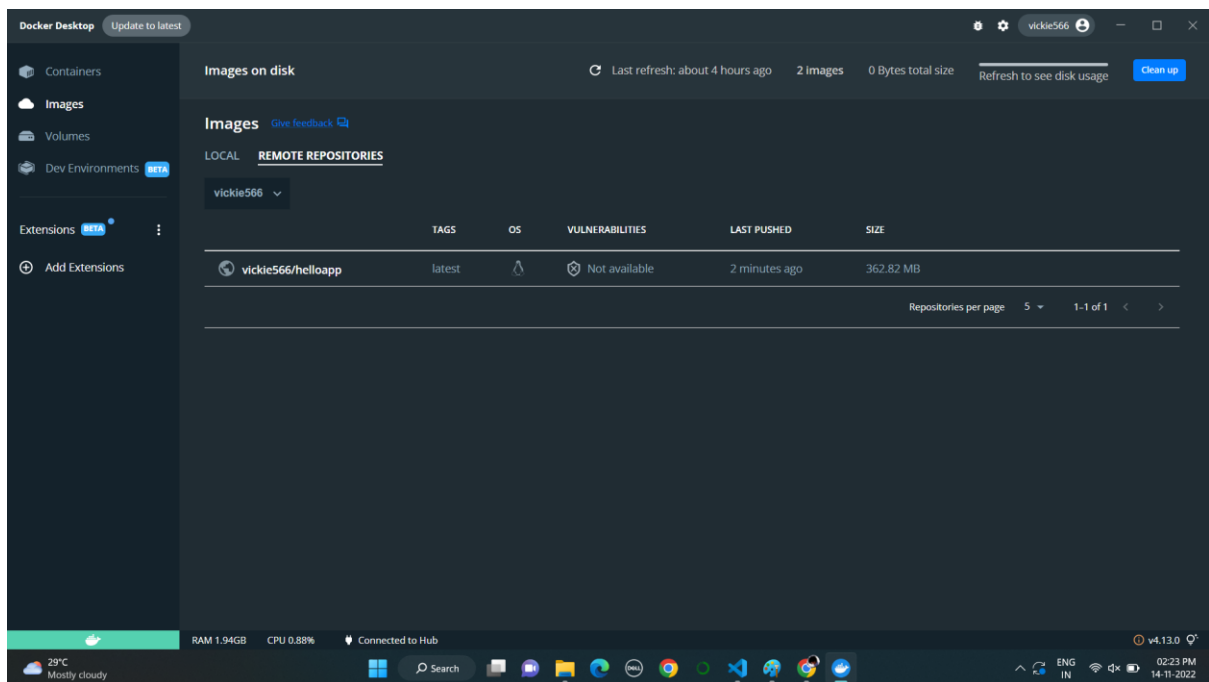 Docker Desktop Update to latest vickie566
Containers
Images
Volumes
Dev Environments BETA
Extensions BETA
Add Extensions
Images on disk Last refresh: about 4 hours ago 2 images 0 Bytes total size Refresh to see disk usage Clean up
Images Give feedback
LOCAL REMOTE REPOSITORIES
vickie566
TAGS OS VULNERABILITIES LAST PUSHED SIZE
vickie566/helloapp latest Not available 2 minutes ago 362.82 MB
Repositories per page 5 1–1 of 1
RAM 1.94GB CPU 0.88% Connected to Hub v4.13.0
29°C
Mostly cloudy
Search
DELL
ENG
IN
02:23 PM
14-11-2022